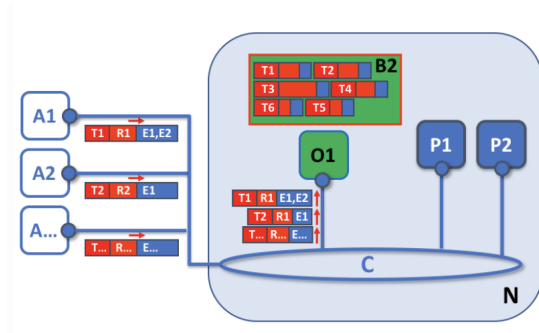 B2
T1 T2
T3 T4
T6 T5
A1
T1 R1 E1,E2
A2
T2 R2 E1
A...
T... R... E...
O1
T1 R1 E1,E2
T2 R1 E1
T... R... E...
P1
P2
C
N